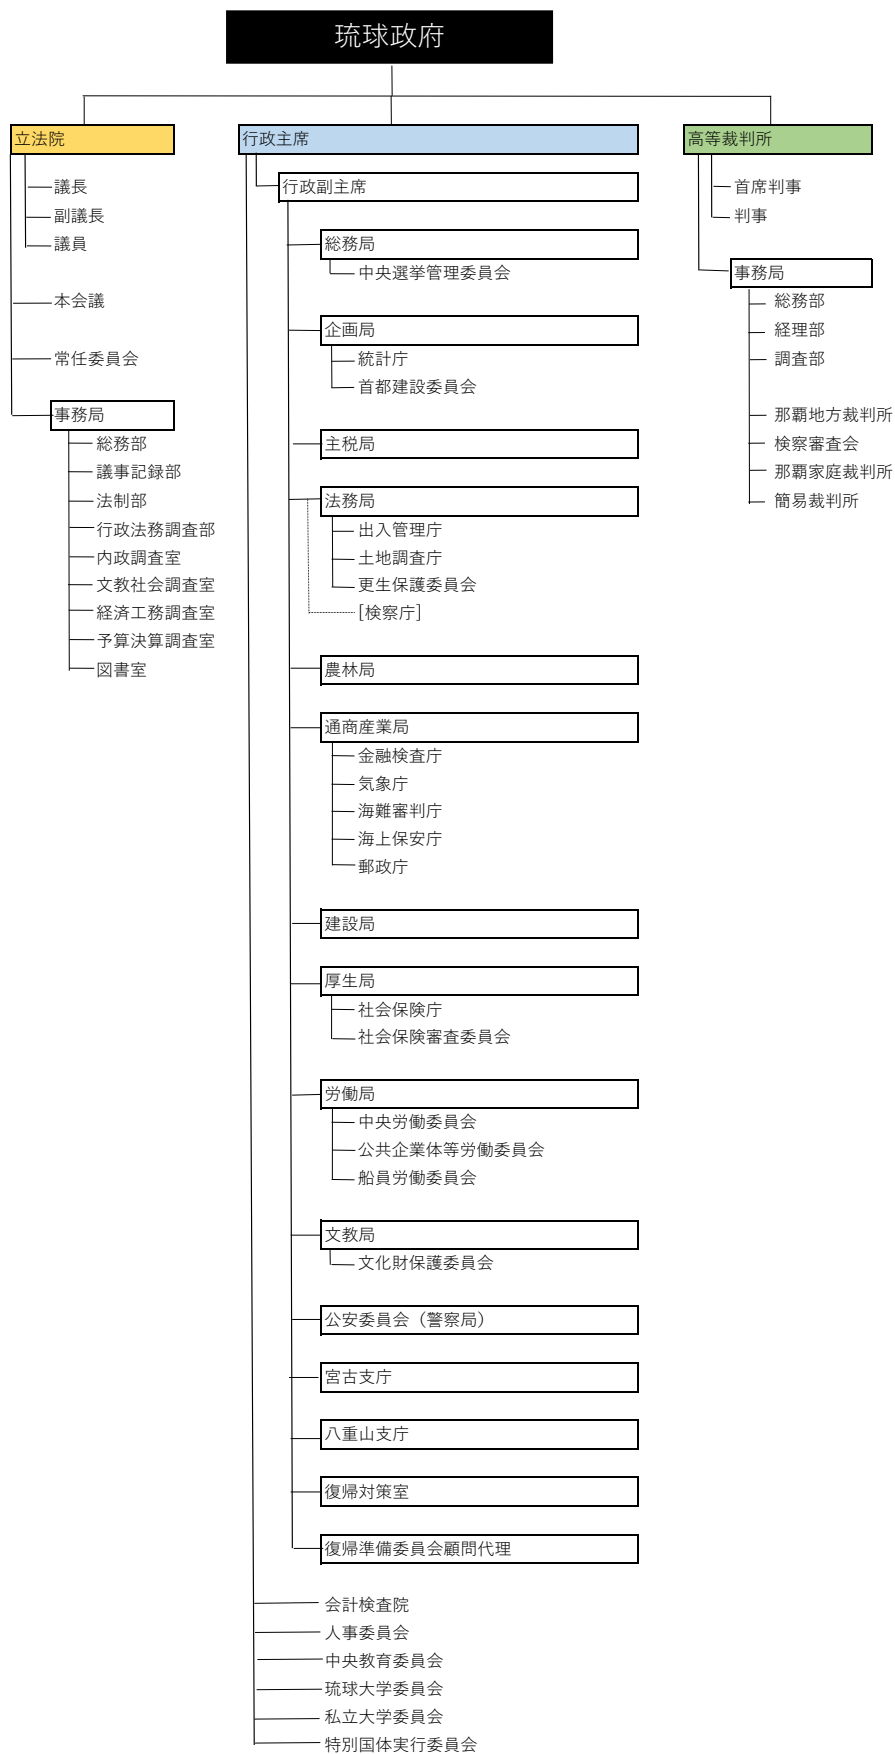 琉球政府
立法院
議長
副議長
議員
本会議
常任委員会
事務局
総務部
議事記録部
法制部
行政法務調査部
内政調査室
文教社会調査室
経済工務調査室
予算決算調査室
図書室
行政主席
行政副主席
総務局
中央選挙管理委員会
企画局
統計庁
首都建設委員会
主税局
法務局
出入管理庁
土地調査庁
更生保護委員会
[検察庁]
農林局
通商産業局
金融検査庁
気象庁
海難審判庁
海上保安庁
郵政庁
建設局
厚生局
社会保険庁
社会保険審査委員会
労働局
中央労働委員会
公共企業体等労働委員会
船員労働委員会
文教局
文化財保護委員会
公安委員会（警察局）
宮古支庁
八重山支庁
復帰対策室
復帰準備委員会顧問代理
会計検査院
人事委員会
中央教育委員会
琉球大学委員会
私立大学委員会
特別国体実行委員会
高等裁判所
首席判事
判事
事務局
総務部
経理部
調査部
那覇地方裁判所
検察審査会
那覇家庭裁判所
簡易裁判所